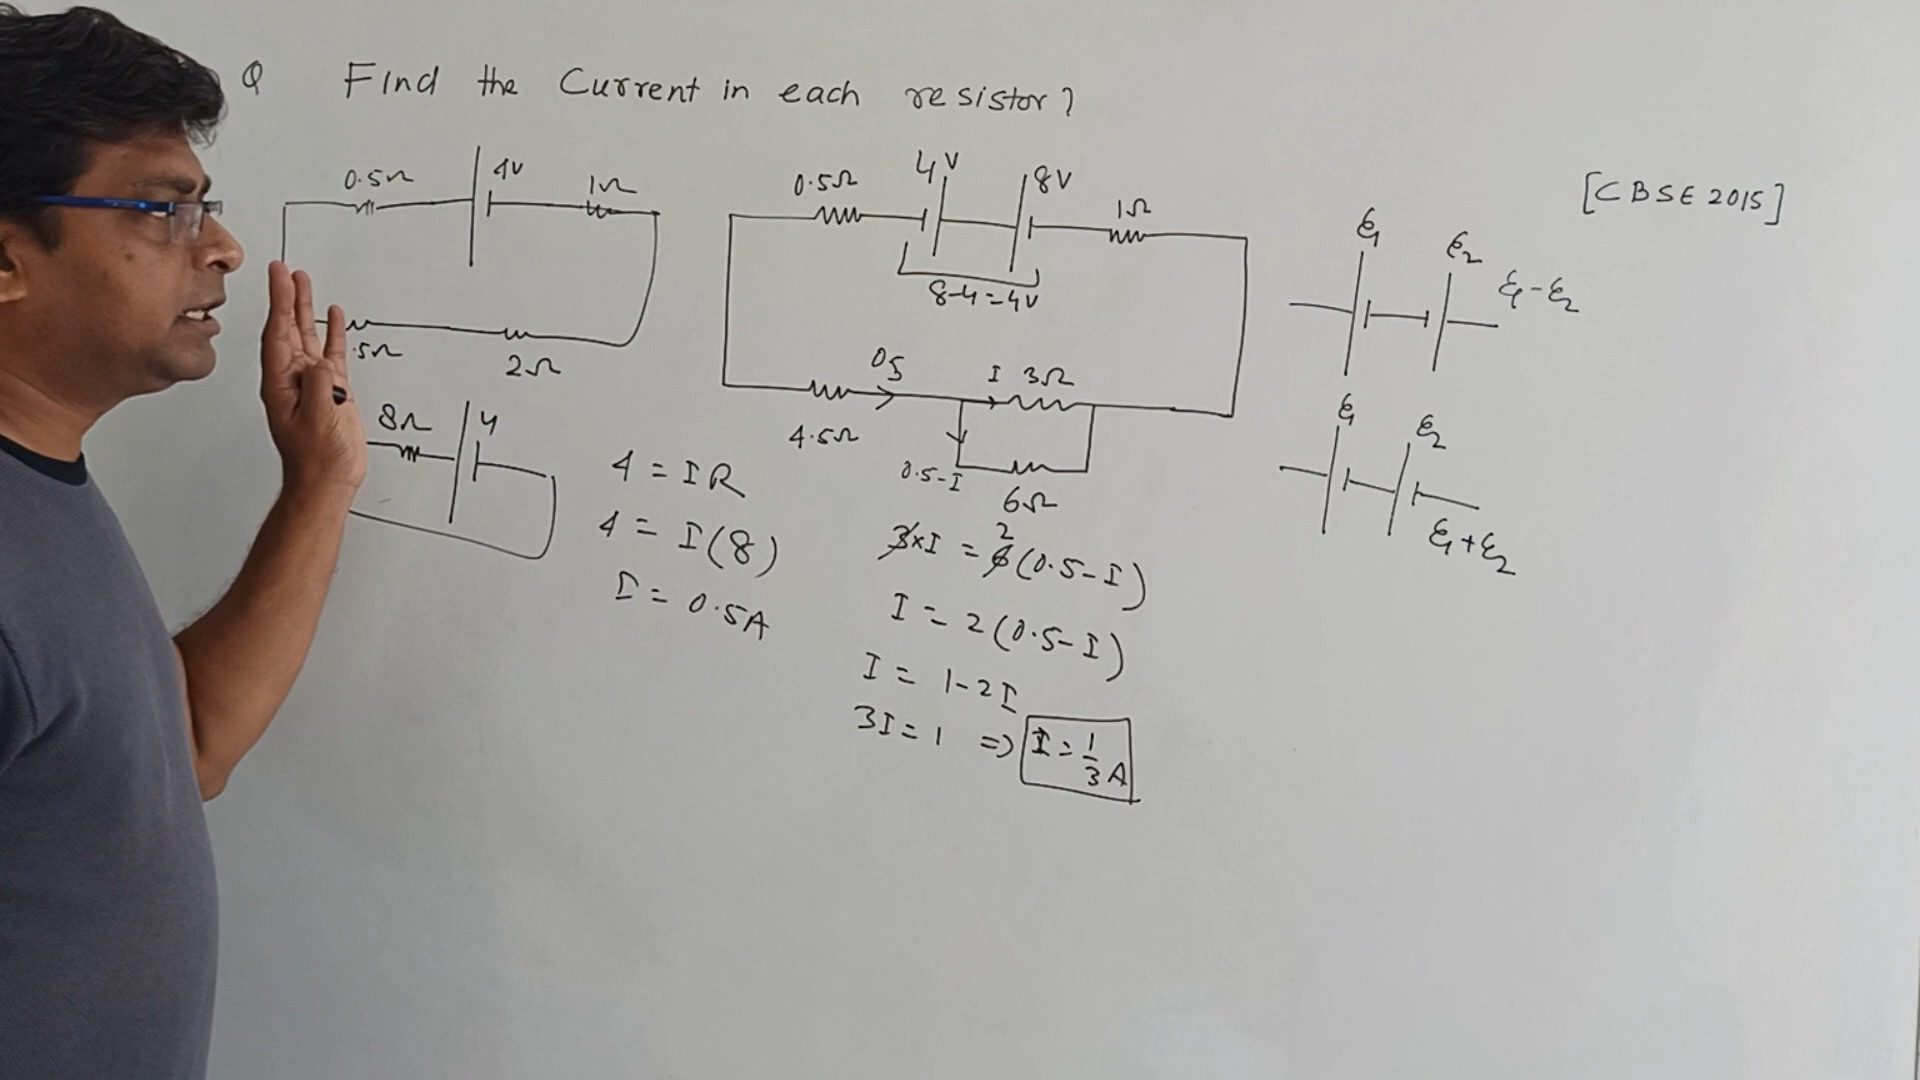 Q Find the Current in each resistor?
[CBSE 2015]
0.5Ω 4V 1Ω
.5Ω 2Ω
8Ω 4
4 = IR
4 = I(8)
I = 0.5A
0.5Ω 4V 8V 1Ω
8-4=4V
0.5 I 3Ω
4.5Ω
0.5-I 6Ω
2
3×I = 6(0.5-I)
I = 2(0.5-I)
I = 1-2I
3I = 1 ⇒ I = 1/3 A
ε₁ ε₂ ε₁-ε₂
ε₁ ε₂
ε₁+ε₂